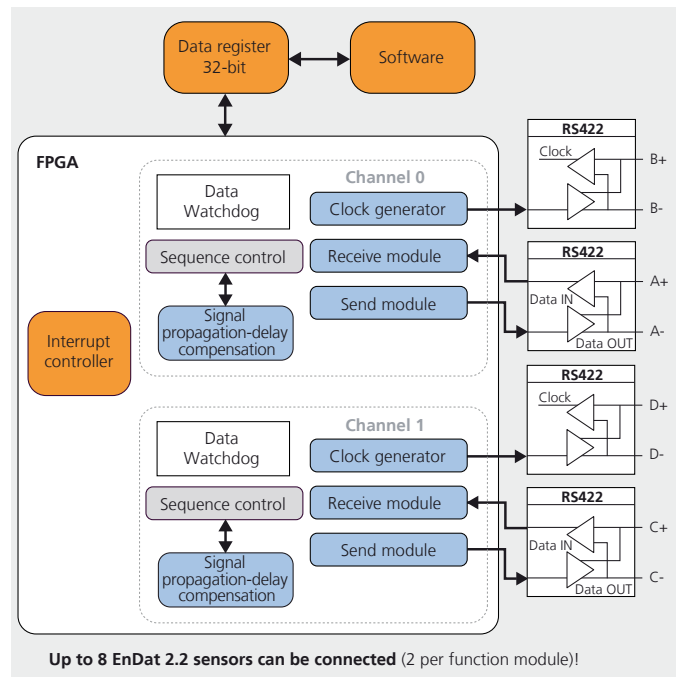 Data register
32-bit
Software
FPGA
Channel 0
Data
Watchdog
Clock generator
Sequence control
Receive module
Signal
propagation-delay
compensation
Send module
Interrupt
controller
Channel 1
Data
Watchdog
Clock generator
Sequence control
Receive module
Signal
propagation-delay
compensation
Send module
RS422
Clock
B+
B-
RS422
A+
Data IN
A-
Data OUT
RS422
Clock
D+
D-
RS422
C+
Data IN
C-
Data OUT
Up to 8 EnDat 2.2 sensors can be connected (2 per function module)!